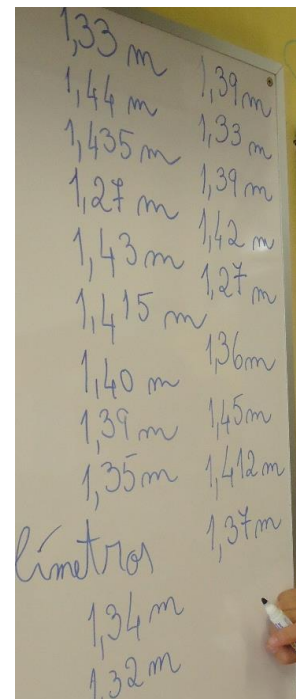 1,33 m
1,44 m
1,435 m
1,27 m
1,43 m
1,415 m
1,40 m
1,39 m
1,35 m
límetros
1,34 m
1,32 m
1,39 m
1,33 m
1,39 m
1,42 m
1,27 m
1,36 m
1,45 m
1,412 m
1,37 m